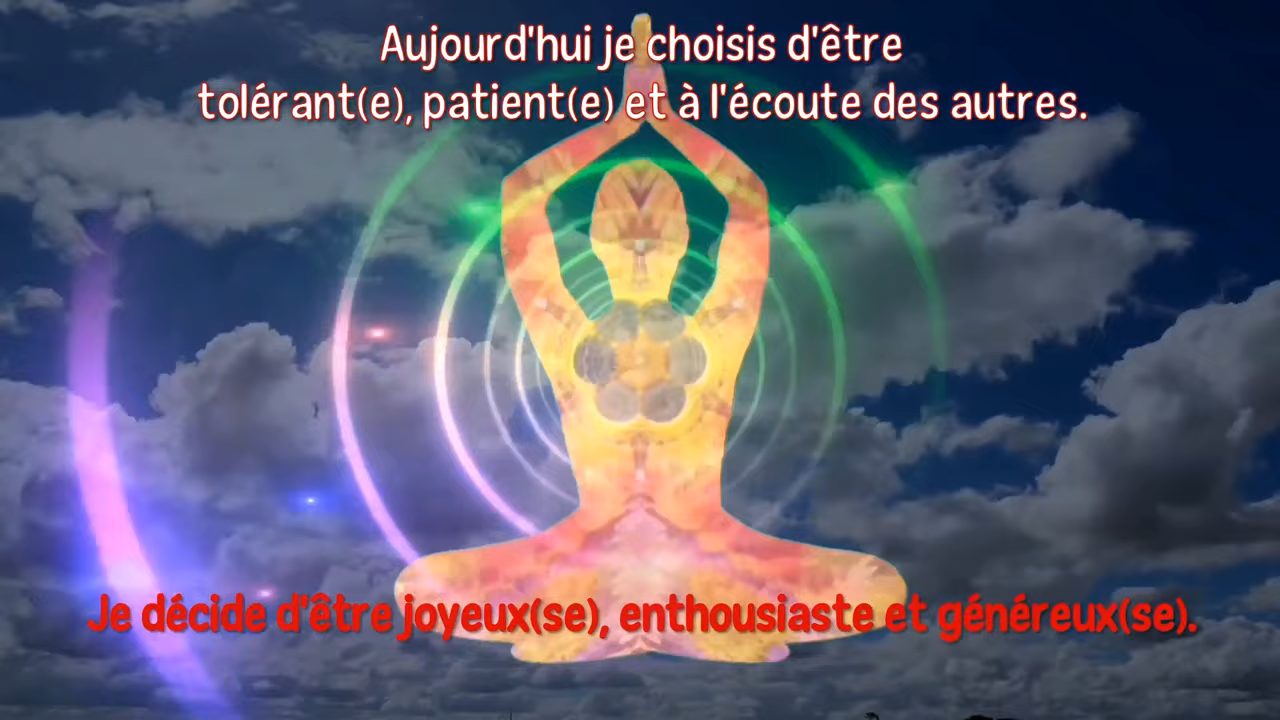 Aujourd'hui je choisis d'être
tolérant(e), patient(e) et à l'écoute des autres.
Je décide d'être joyeux(se), enthousiaste et généreux(se).